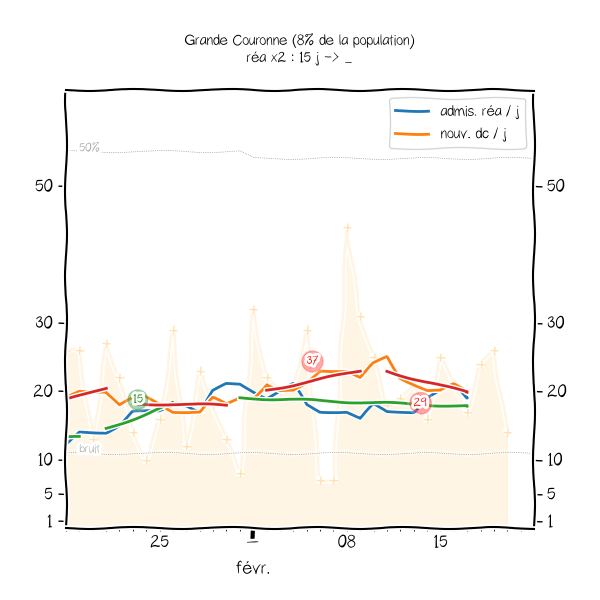 Grande Couronne (8% de la population)
réa x2 : 15 j -> _
admis. réa / j
nouv. dc / j
50%
50 50
37
30 30
20 20
15
29
bruit
10 10
5 5
1 1
25 08 15
févr.